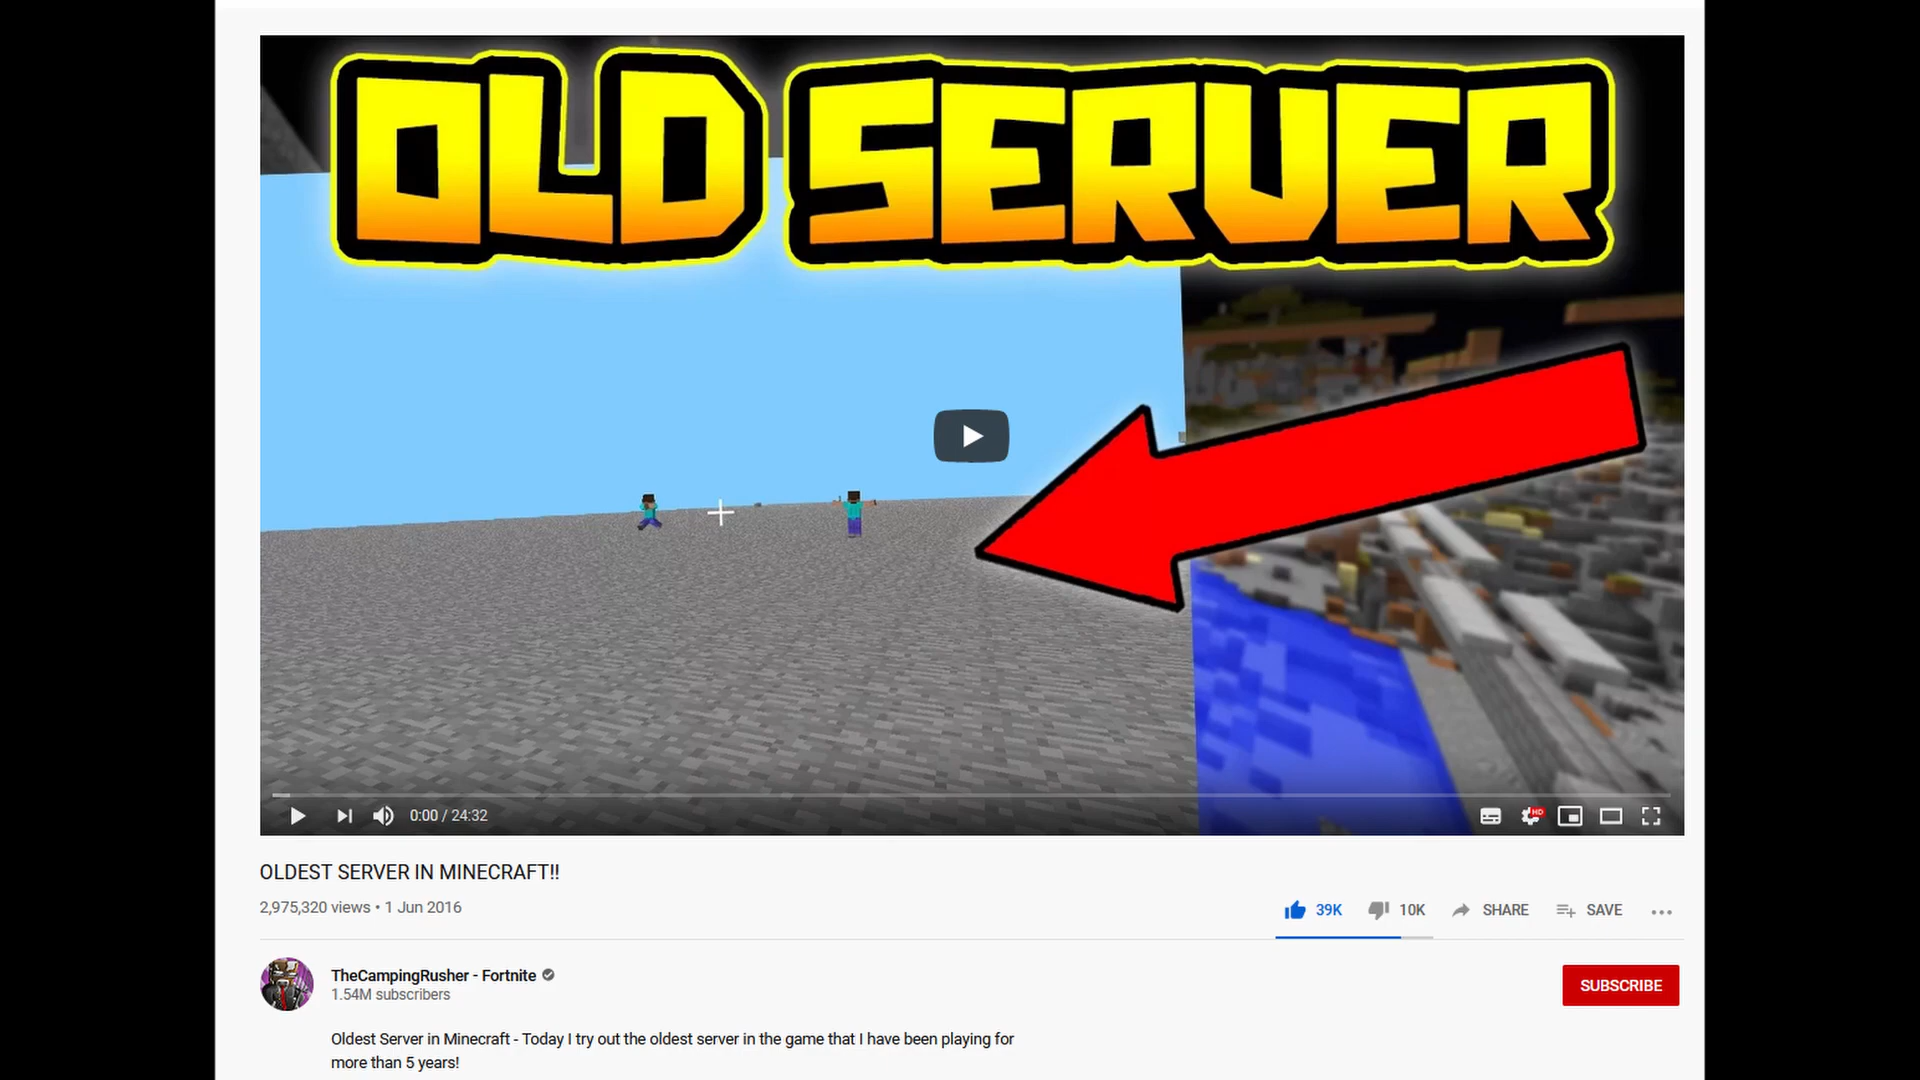 OLD SERVER
0:00 / 24:32
HD
OLDEST SERVER IN MINECRAFT!!
2,975,320 views • 1 Jun 2016
39K
10K
SHARE
SAVE
TheCampingRusher - Fortnite
1.54M subscribers
SUBSCRIBE
Oldest Server in Minecraft - Today I try out the oldest server in the game that I have been playing for
more than 5 years!